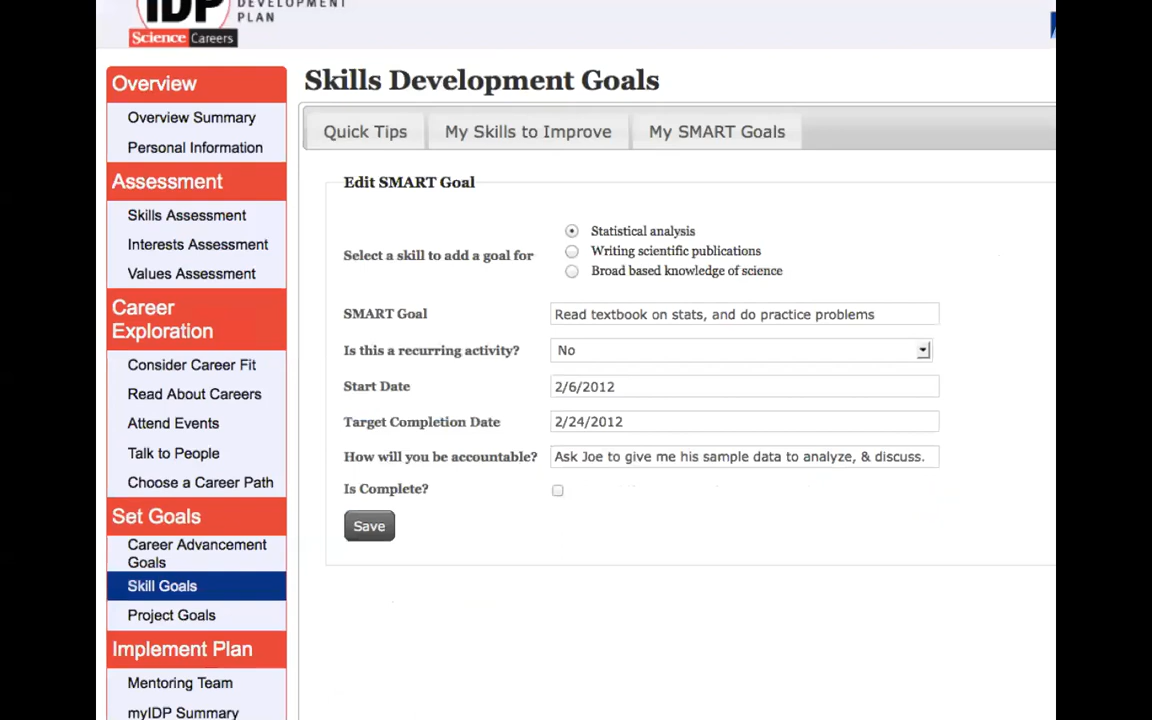 IDP
DEVELOPMENT
PLAN
Science Careers
Overview
Overview Summary
Personal Information
Assessment
Skills Assessment
Interests Assessment
Values Assessment
Career
Exploration
Consider Career Fit
Read About Careers
Attend Events
Talk to People
Choose a Career Path
Set Goals
Career Advancement
Goals
Skill Goals
Project Goals
Implement Plan
Mentoring Team
myIDP Summary
Skills Development Goals
Quick Tips
My Skills to Improve
My SMART Goals
Edit SMART Goal
Select a skill to add a goal for
Statistical analysis
Writing scientific publications
Broad based knowledge of science
SMART Goal
Read textbook on stats, and do practice problems
Is this a recurring activity?
No
Start Date
2/6/2012
Target Completion Date
2/24/2012
How will you be accountable?
Ask Joe to give me his sample data to analyze, & discuss.
Is Complete?
Save